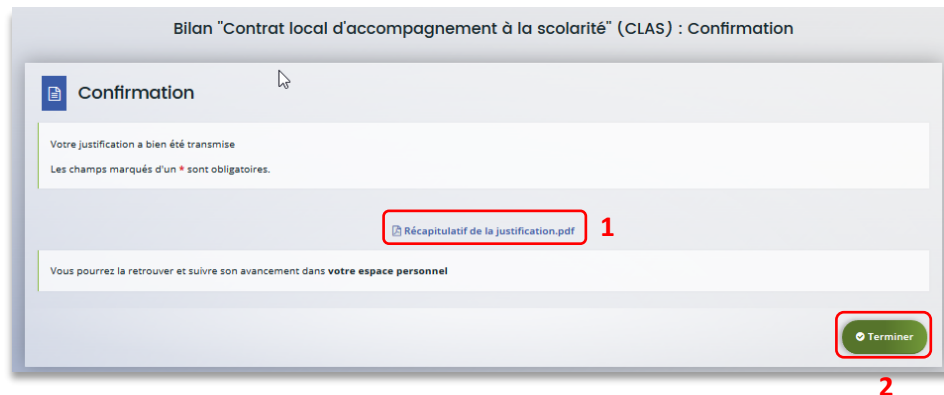 Bilan "Contrat local d'accompagnement à la scolarité" (CLAS) : Confirmation
Confirmation
Votre justification a bien été transmise
Les champs marqués d'un * sont obligatoires.
Récapitulatif de la justification.pdf 1
Vous pourrez la retrouver et suivre son avancement dans votre espace personnel
Terminer
2